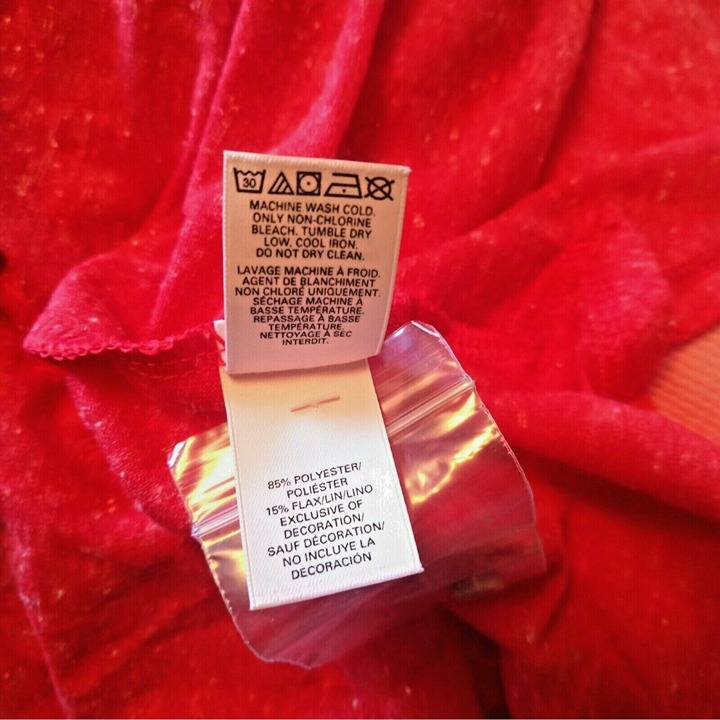 30
MACHINE WASH COLD.
ONLY NON-CHLORINE
BLEACH. TUMBLE DRY
LOW, COOL IRON.
DO NOT DRY CLEAN.
LAVAGE MACHINE À FROID.
AGENT DE BLANCHIMENT
NON CHLORÉ UNIQUEMENT.
SÉCHAGE MACHINE À
BASSE TEMPÉRATURE.
REPASSAGE À BASSE
TEMPÉRATURE.
NETTOYAGE À SEC
INTERDIT.
85% POLYESTER/
POLIÉSTER
15% FLAX/LIN/LINO
EXCLUSIVE OF
DECORATION/
SAUF DÉCORATION/
NO INCLUYE LA
DECORACIÓN